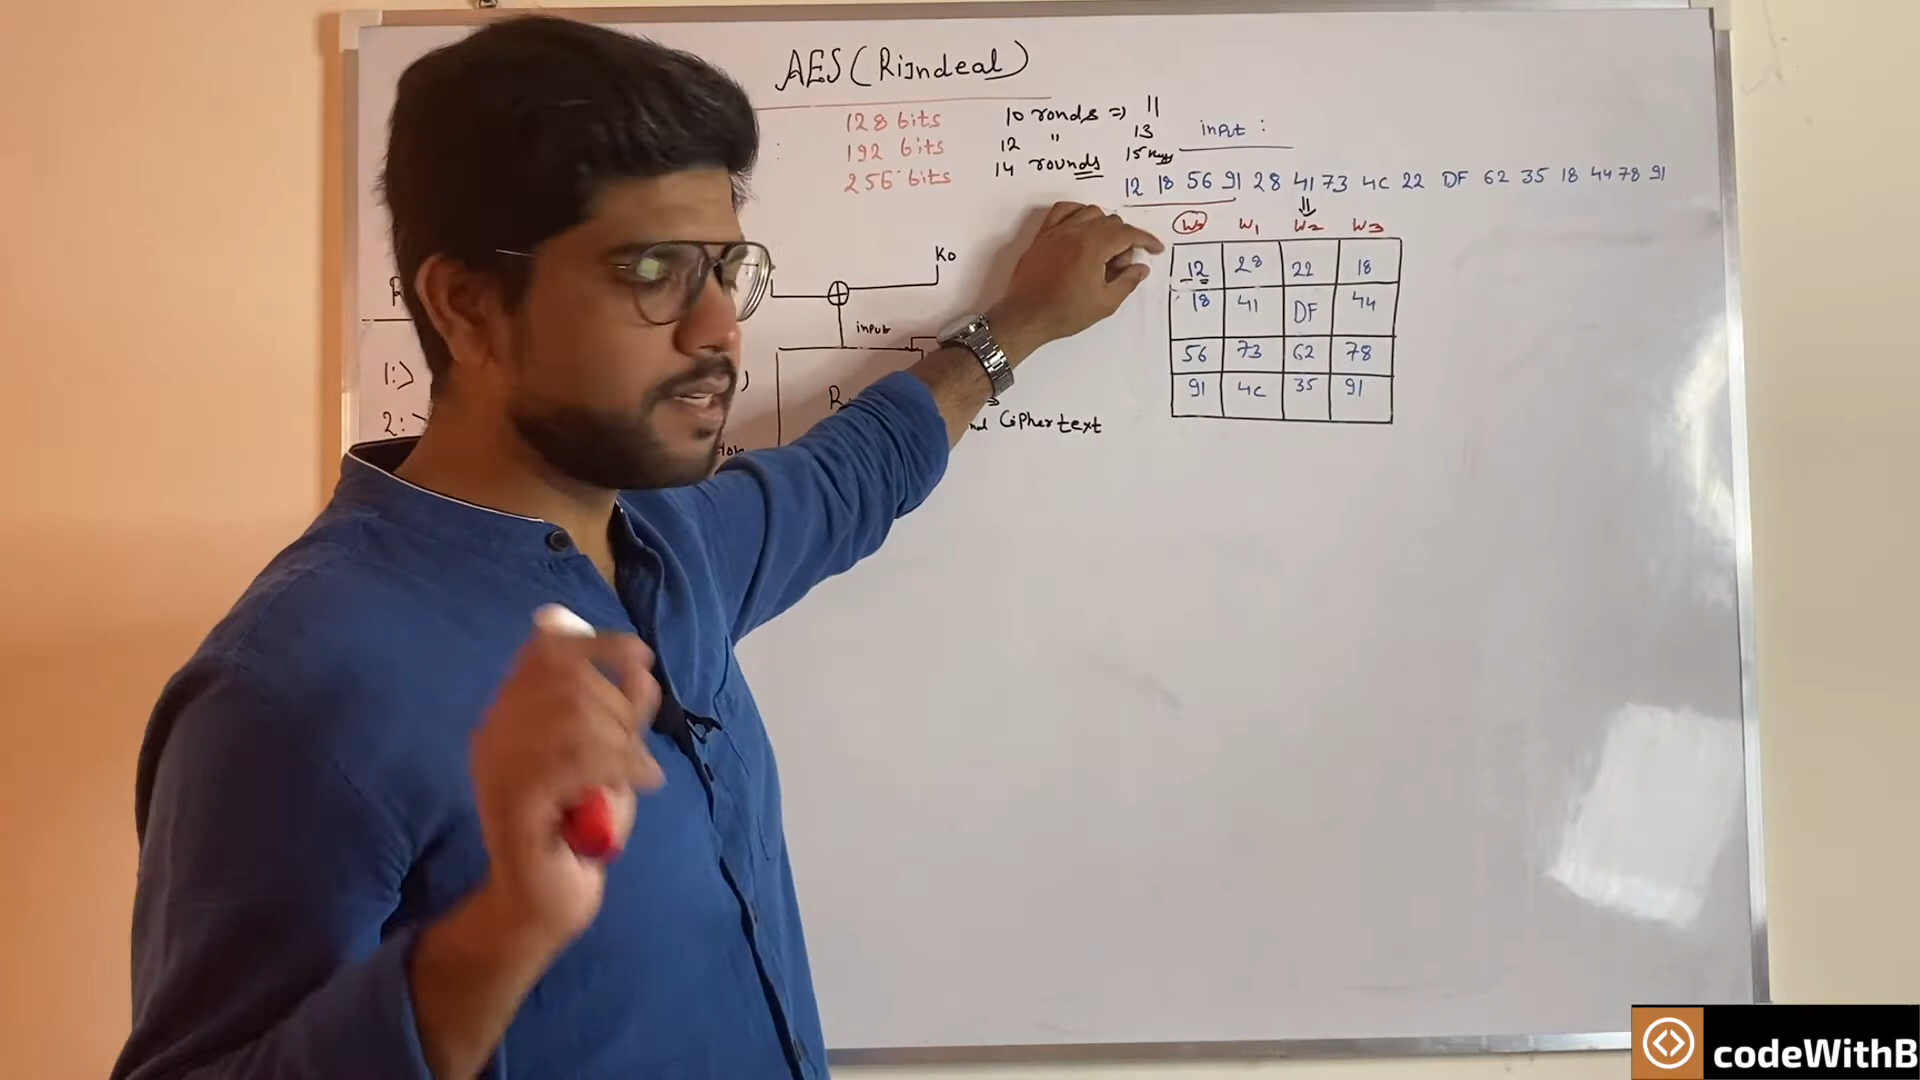 AES (Rijndeal)
128 bits
192 bits
256 bits
10 ronds => 11
12 " 13
14 rounds 15 keys
input :
12 18 56 91 28 41 73 4C 22 DF 62 35 18 44 78 91
W0 W1 W2 W3
12 28 22 18
18 41 DF 44
56 73 62 78
91 4C 35 91
K0
input
R
R
1:)
2:)
Ciphertext
codeWithB